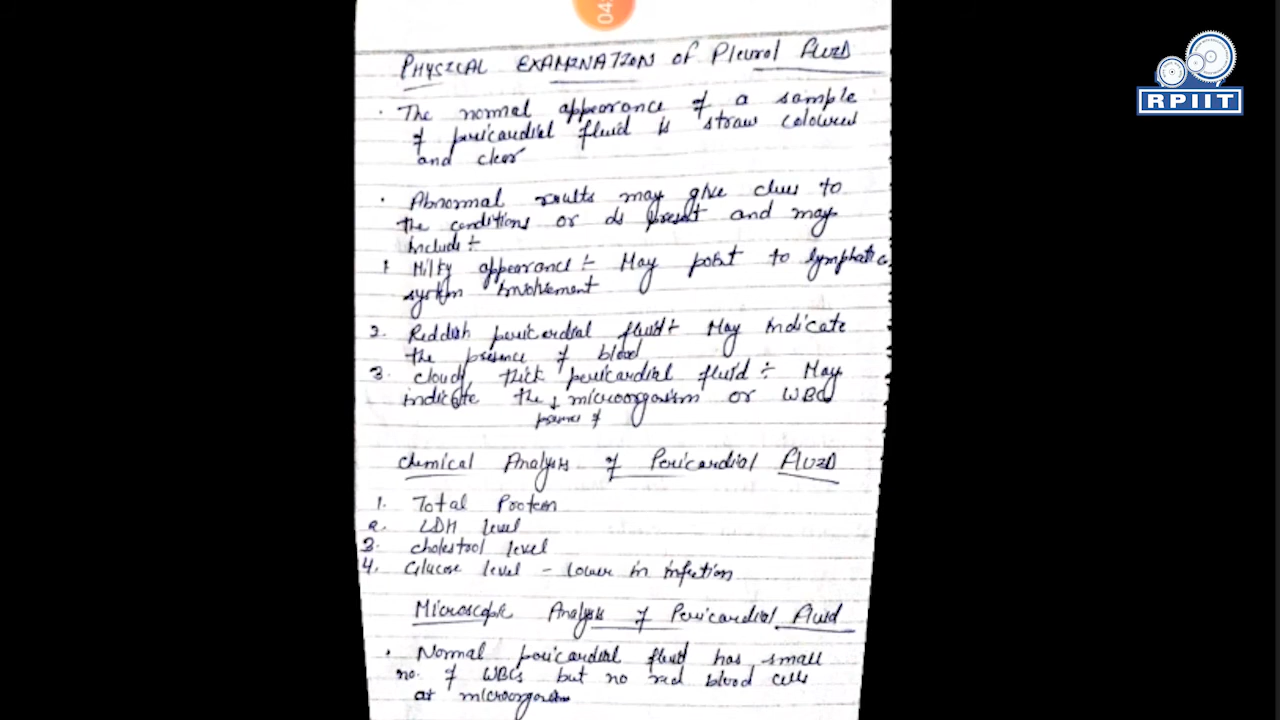 04
RPIIT
PHYSICAL EXAMINATION of Pleural FLUID
· The normal appearance of a sample
of pericardial fluid is straw coloured
and clear
· Abnormal results may give clues to
the conditions or ds present and may
include :-
1 Milky appearance :- May point to lymphatic
system involvement
2. Reddish pericardial fluid :- May indicate
the presence of blood
3. cloudy, thick pericardial fluid :- May
indicate the ↓ microorganism or WBC
presence of
chemical Analysis of Pericardial FLUID
1. Total Protein
2. LDH level
3. cholestrol level
4. Glucose level - lower in infection
Microscopic Analysis of Pericardial Fluid
· Normal pericardial fluid has small
no. of WBCs but no red blood cells
at microorganism